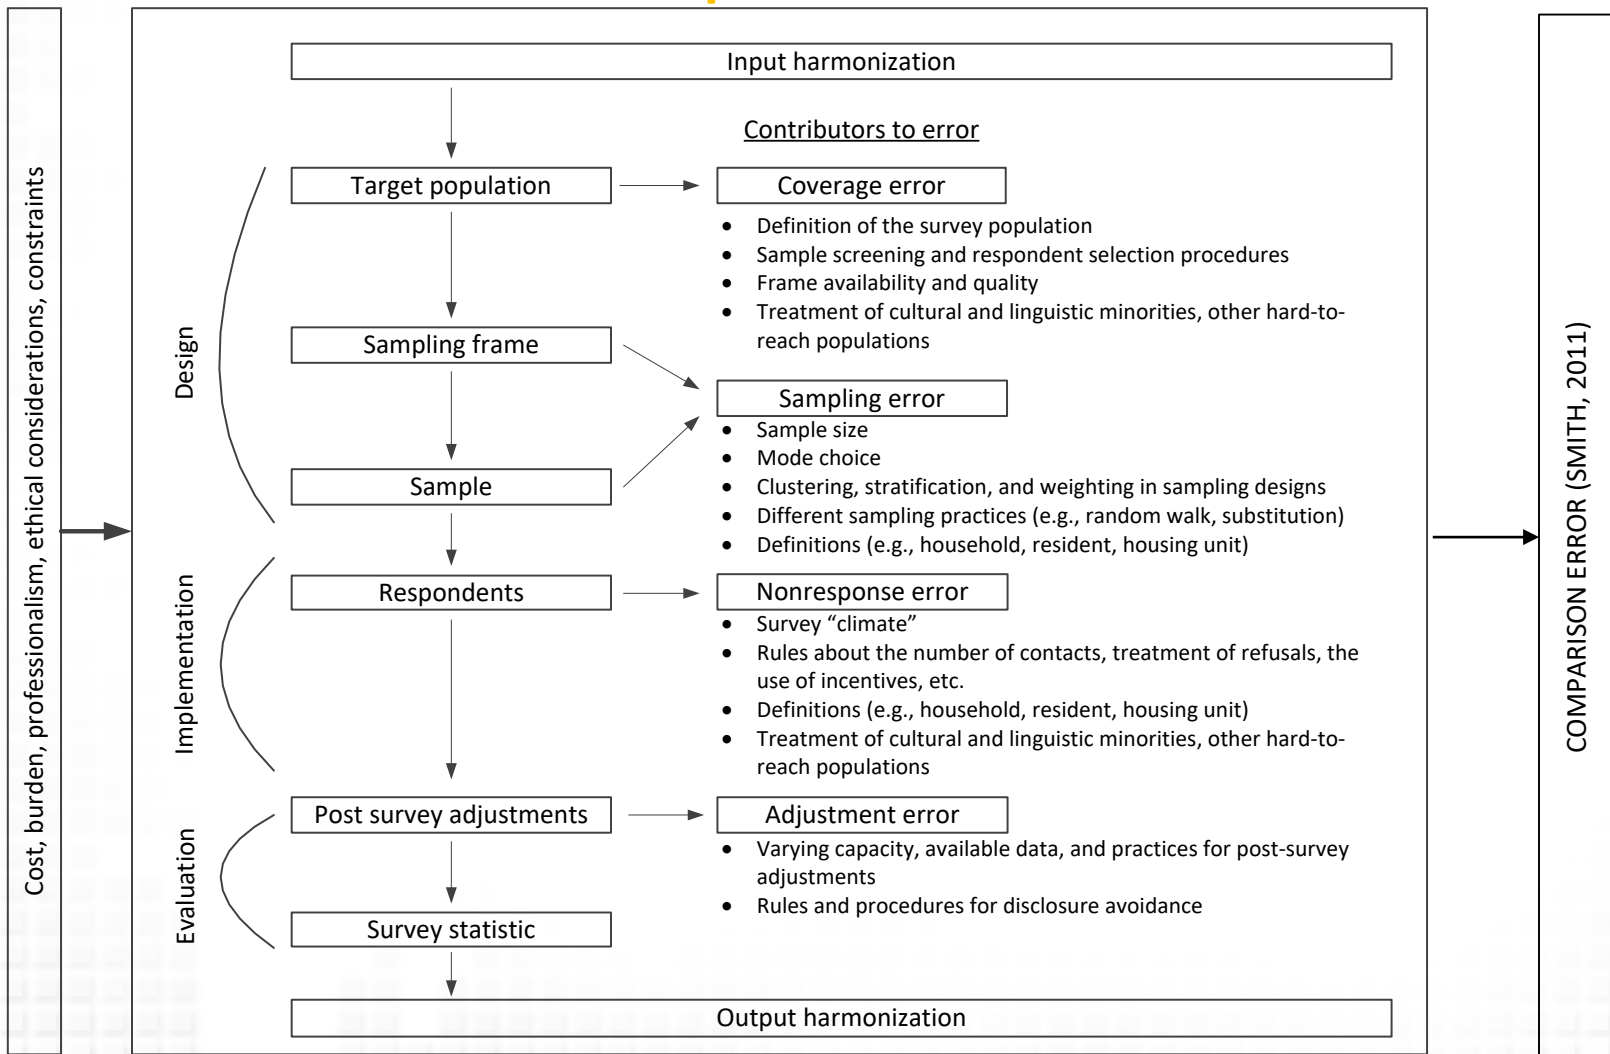 Cost, burden, professionalism, ethical considerations, constraints
Input harmonization
Contributors to error
Design
Target population
Coverage error
• Definition of the survey population
• Sample screening and respondent selection procedures
• Frame availability and quality
• Treatment of cultural and linguistic minorities, other hard-to-
reach populations
Sampling frame
Sampling error
• Sample size
• Mode choice
• Clustering, stratification, and weighting in sampling designs
• Different sampling practices (e.g., random walk, substitution)
• Definitions (e.g., household, resident, housing unit)
Sample
Implementation
Respondents
Nonresponse error
• Survey “climate”
• Rules about the number of contacts, treatment of refusals, the
use of incentives, etc.
• Definitions (e.g., household, resident, housing unit)
• Treatment of cultural and linguistic minorities, other hard-to-
reach populations
Evaluation
Post survey adjustments
Adjustment error
• Varying capacity, available data, and practices for post-survey
adjustments
• Rules and procedures for disclosure avoidance
Survey statistic
Output harmonization
COMPARISON ERROR (SMITH, 2011)